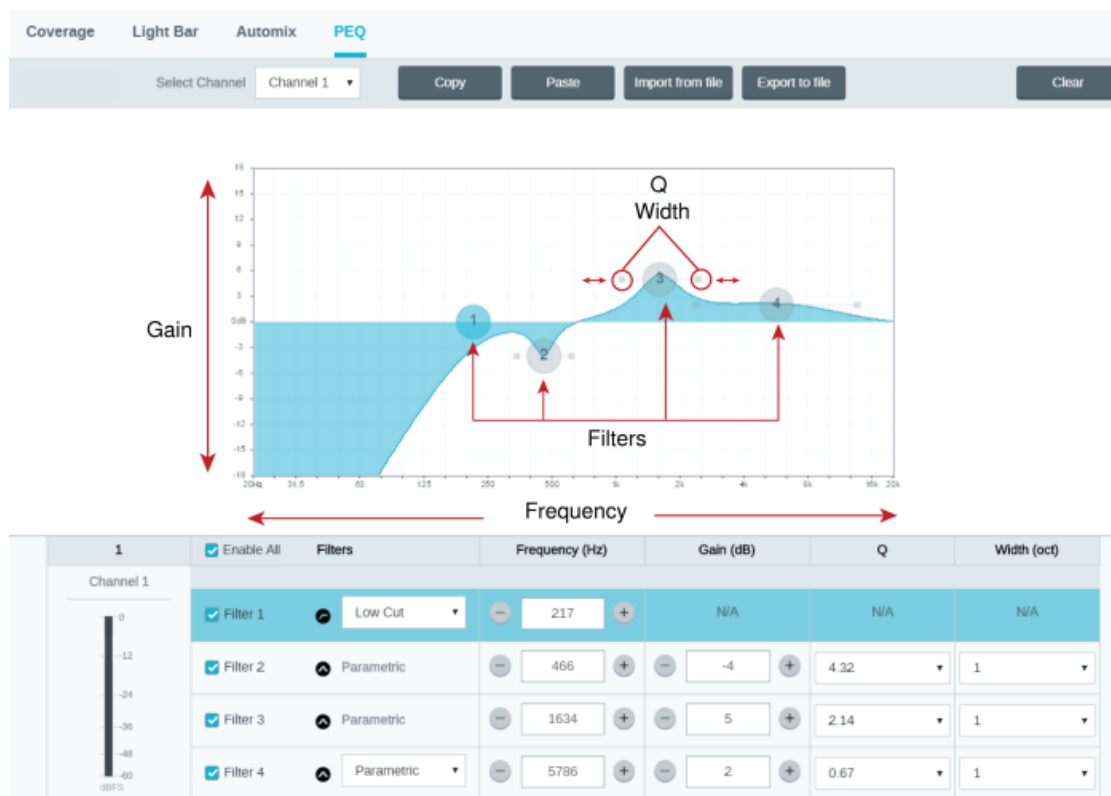 Coverage Light Bar Automix PEQ
Select Channel Channel 1 Copy Paste Import from file Export to file Clear
18
15
12
9
6
3
0dB
-3
-6
-9
-12
-15
-18
Gain
Q
Width
1
2
3
4
Filters
20Hz 31.5 63 125 250 500 1k 2k 4k 8k 16k 20k
Frequency
1 Enable All Filters Frequency (Hz) Gain (dB) Q Width (oct)
Channel 1
0
-12
-24
-36
-48
-60
dBFS
Filter 1 Low Cut 217 N/A N/A N/A
Filter 2 Parametric 466 -4 4.32 1
Filter 3 Parametric 1634 5 2.14 1
Filter 4 Parametric 5786 2 0.67 1